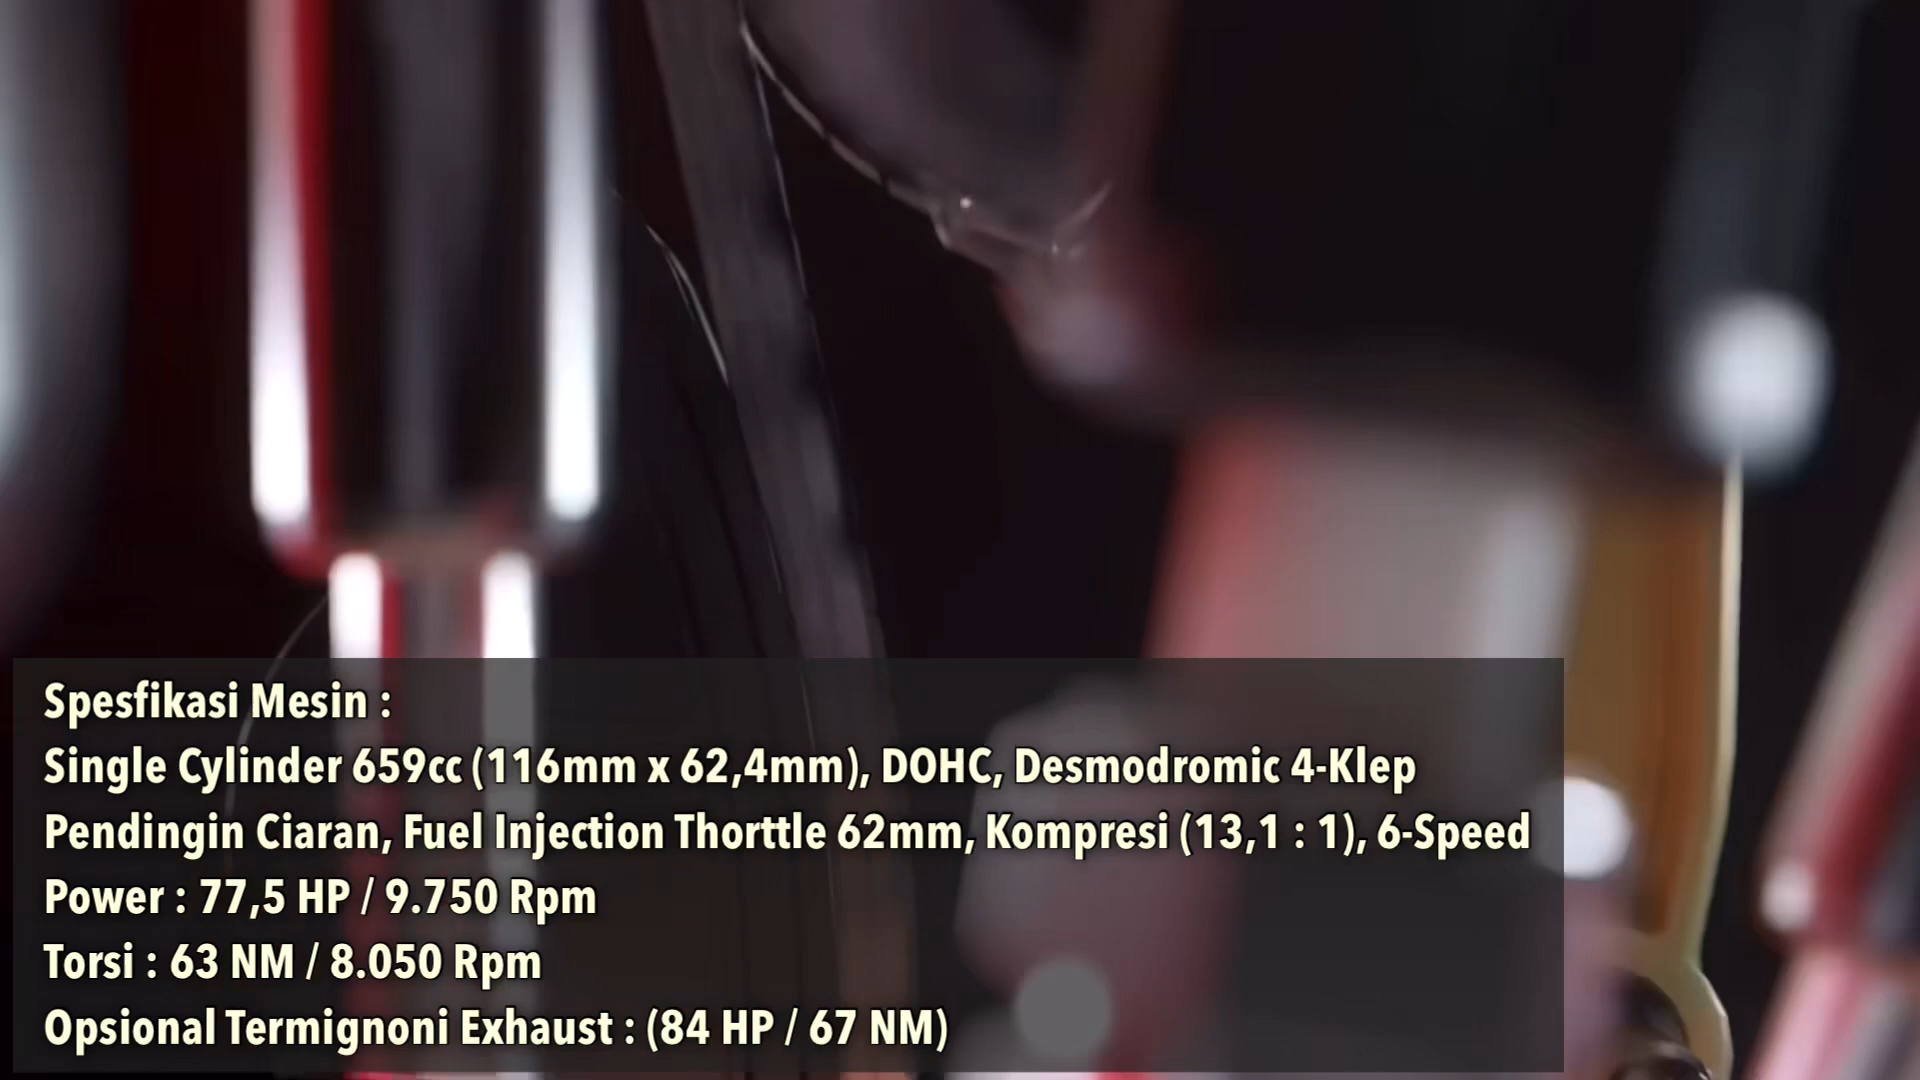 Spesfikasi Mesin :
Single Cylinder 659cc (116mm x 62,4mm), DOHC, Desmodromic 4-Klep
Pendingin Ciaran, Fuel Injection Thorttle 62mm, Kompresi (13,1 : 1), 6-Speed
Power : 77,5 HP / 9.750 Rpm
Torsi : 63 NM / 8.050 Rpm
Opsional Termignoni Exhaust : (84 HP / 67 NM)